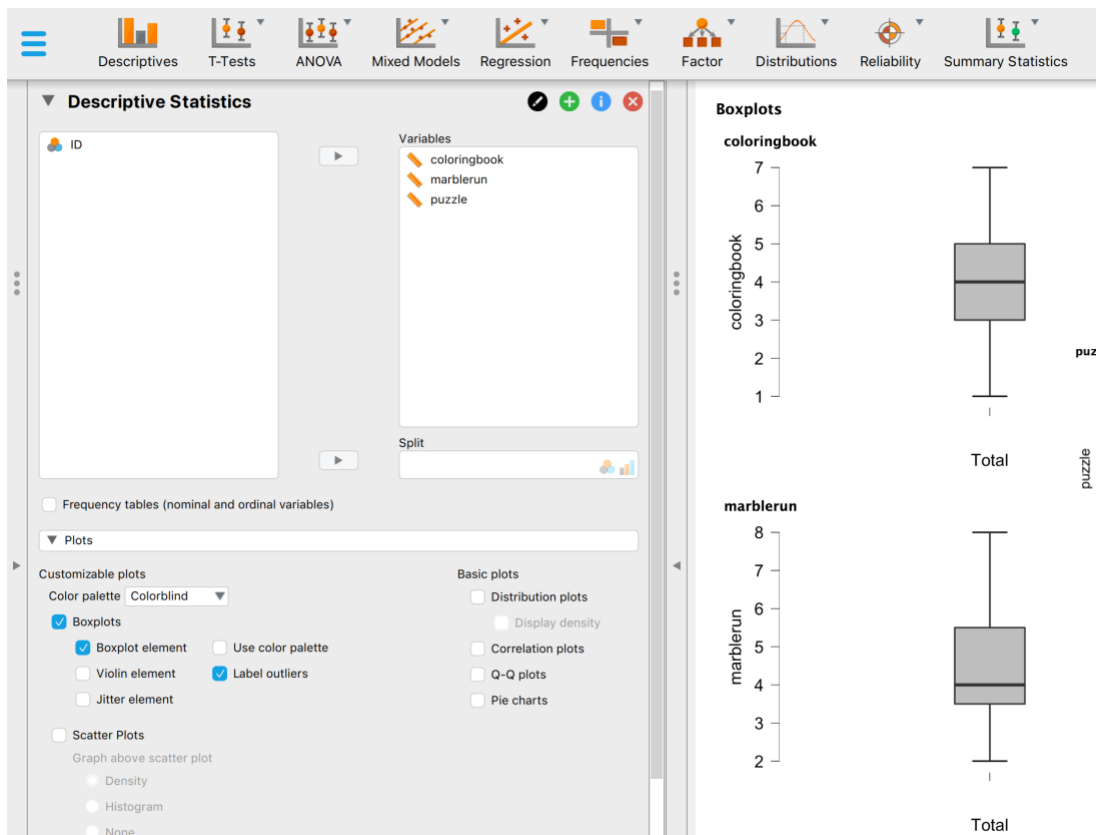 Descriptives T-Tests ANOVA Mixed Models Regression Frequencies Factor Distributions Reliability Summary Statistics
Descriptive Statistics
ID
Variables
coloringbook
marblerun
puzzle
Split
Frequency tables (nominal and ordinal variables)
Plots
Customizable plots
Color palette Colorblind
Boxplots
Boxplot element Use color palette
Violin element Label outliers
Jitter element
Scatter Plots
Graph above scatter plot
Density
Histogram
None
Basic plots
Distribution plots
Display density
Correlation plots
Q-Q plots
Pie charts
Boxplots
coloringbook
7
6
5
4
3
2
1
coloringbook
Total
marblerun
8
7
6
5
4
3
2
marblerun
Total
puz
puzzle